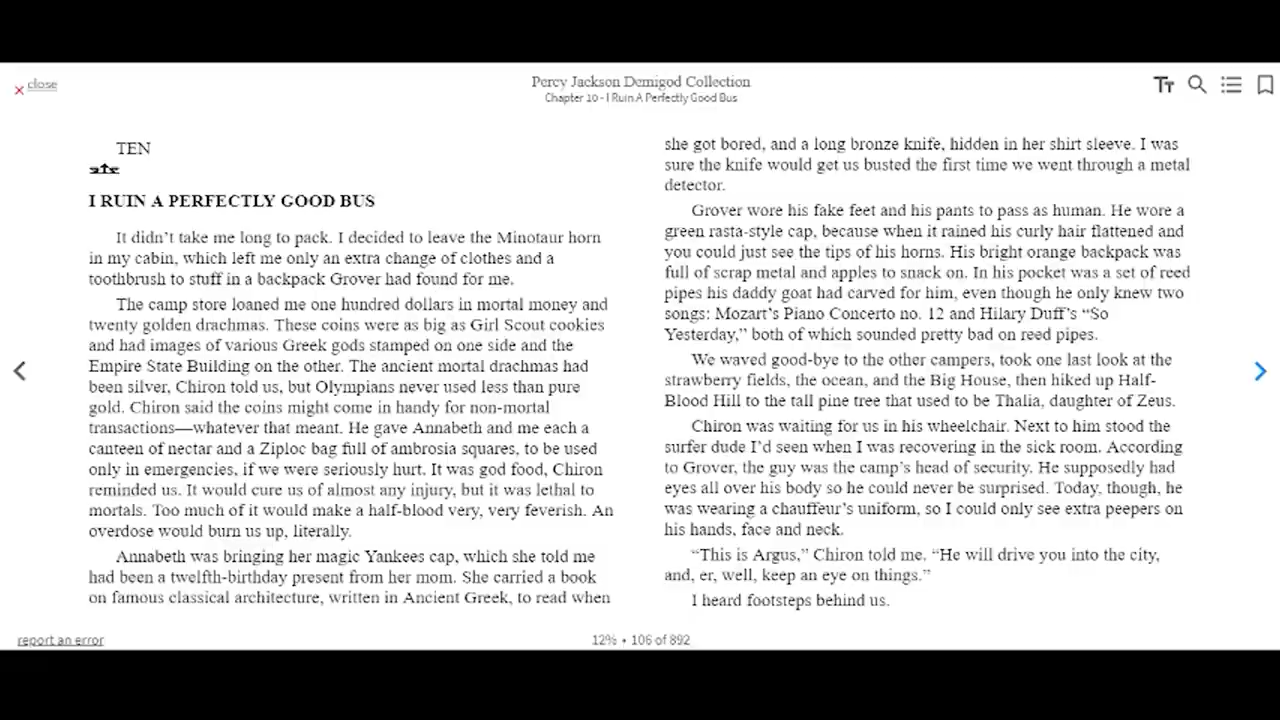 close
Percy Jackson Demigod Collection
Chapter 10 - I Ruin A Perfectly Good Bus
TT
TEN
I RUIN A PERFECTLY GOOD BUS
It didn't take me long to pack. I decided to leave the Minotaur horn
in my cabin, which left me only an extra change of clothes and a
toothbrush to stuff in a backpack Grover had found for me.
The camp store loaned me one hundred dollars in mortal money and
twenty golden drachmas. These coins were as big as Girl Scout cookies
and had images of various Greek gods stamped on one side and the
Empire State Building on the other. The ancient mortal drachmas had
been silver, Chiron told us, but Olympians never used less than pure
gold. Chiron said the coins might come in handy for non-mortal
transactions—whatever that meant. He gave Annabeth and me each a
canteen of nectar and a Ziploc bag full of ambrosia squares, to be used
only in emergencies, if we were seriously hurt. It was god food, Chiron
reminded us. It would cure us of almost any injury, but it was lethal to
mortals. Too much of it would make a half-blood very, very feverish. An
overdose would burn us up, literally.
Annabeth was bringing her magic Yankees cap, which she told me
had been a twelfth-birthday present from her mom. She carried a book
on famous classical architecture, written in Ancient Greek, to read when
she got bored, and a long bronze knife, hidden in her shirt sleeve. I was
sure the knife would get us busted the first time we went through a metal
detector.
Grover wore his fake feet and his pants to pass as human. He wore a
green rasta-style cap, because when it rained his curly hair flattened and
you could just see the tips of his horns. His bright orange backpack was
full of scrap metal and apples to snack on. In his pocket was a set of reed
pipes his daddy goat had carved for him, even though he only knew two
songs: Mozart's Piano Concerto no. 12 and Hilary Duff's “So
Yesterday,” both of which sounded pretty bad on reed pipes.
We waved good-bye to the other campers, took one last look at the
strawberry fields, the ocean, and the Big House, then hiked up Half-
Blood Hill to the tall pine tree that used to be Thalia, daughter of Zeus.
Chiron was waiting for us in his wheelchair. Next to him stood the
surfer dude I'd seen when I was recovering in the sick room. According
to Grover, the guy was the camp's head of security. He supposedly had
eyes all over his body so he could never be surprised. Today, though, he
was wearing a chauffeur's uniform, so I could only see extra peepers on
his hands, face and neck.
“This is Argus,” Chiron told me. “He will drive you into the city,
and, er, well, keep an eye on things.”
I heard footsteps behind us.
report an error
12% • 106 of 892